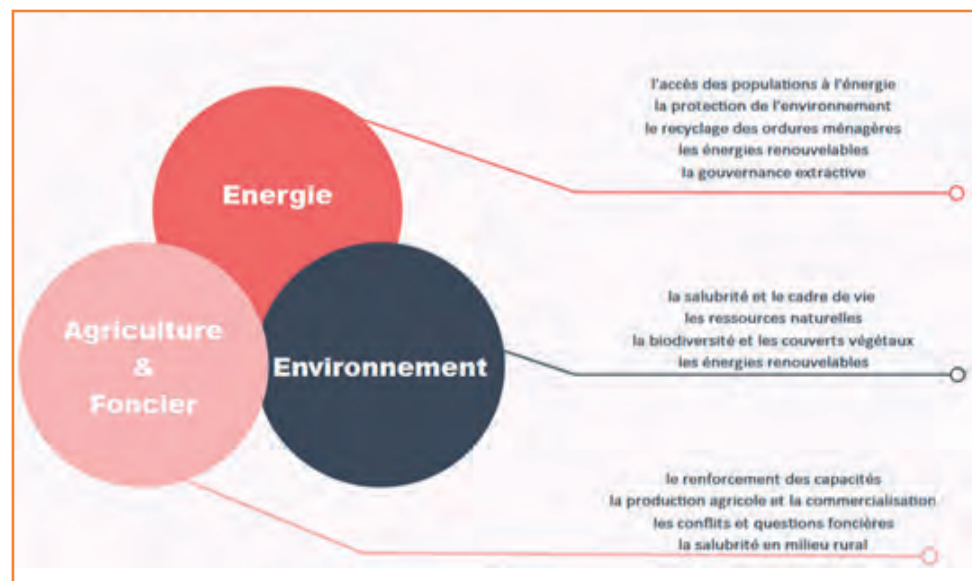 l'accès des populations à l'énergie
la protection de l'environnement
le recyclage des ordures ménagères
les énergies renouvelables
la gouvernance extractive
Energie
la salubrité et le cadre de vie
les ressources naturelles
la biodiversité et les couverts végétaux
les énergies renouvelables
Environnement
Agriculture
&
Foncier
le renforcement des capacités
la production agricole et la commercialisation
les conflits et questions foncières
la salubrité en milieu rural